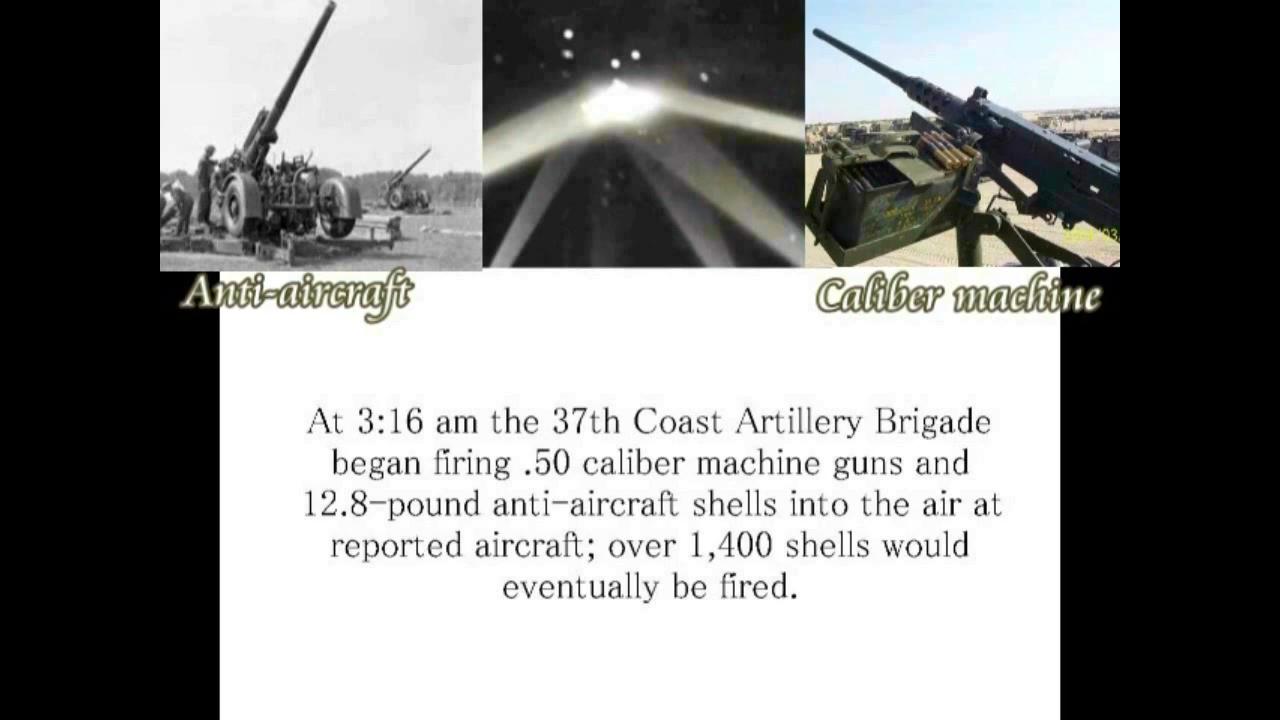 Anti-aircraft
Caliber machine
At 3:16 am the 37th Coast Artillery Brigade
began firing .50 caliber machine guns and
12.8-pound anti-aircraft shells into the air at
reported aircraft; over 1,400 shells would
eventually be fired.